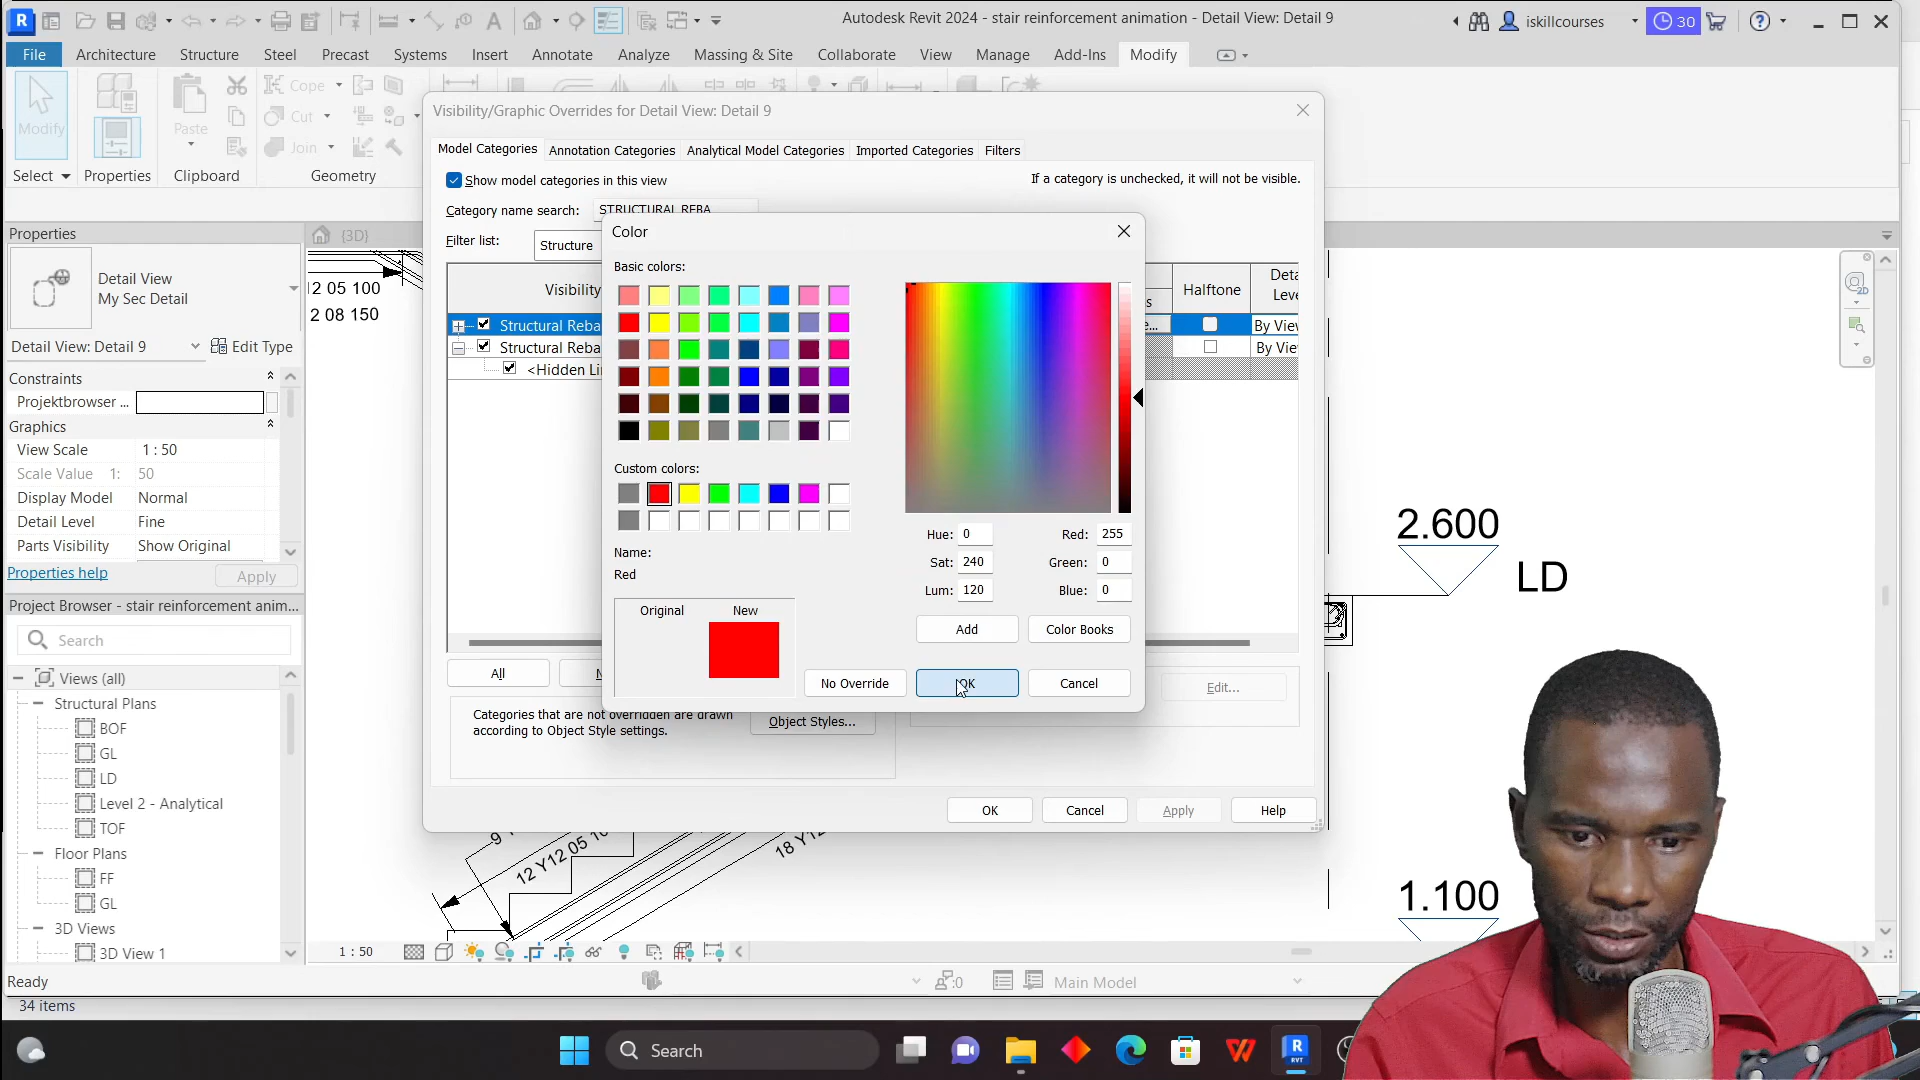 Autodesk Revit 2024 - stair reinforcement animation - Detail View: Detail 9
iskillcourses
30
File Architecture Structure Steel Precast Systems Insert Annotate Analyze Massing & Site Collaborate View Manage Add-Ins Modify
Modify
Cope
Cut
Join
Paste
Select Properties Clipboard Geometry
Properties
Detail View
My Sec Detail
Detail View: Detail 9 Edit Type
Constraints
Projektbrowser ...
Graphics
View Scale 1 : 50
Scale Value 1: 50
Display Model Normal
Detail Level Fine
Parts Visibility Show Original
Properties help Apply
Project Browser - stair reinforcement anim...
Search
Views (all)
Structural Plans
BOF
GL
LD
Level 2 - Analytical
TOF
Floor Plans
FF
GL
3D Views
3D View 1
{3D}
12 05 100
2 08 150
Visibility/Graphic Overrides for Detail View: Detail 9
Model Categories Annotation Categories Analytical Model Categories Imported Categories Filters
Show model categories in this view
If a category is unchecked, it will not be visible.
Category name search: STRUCTURAL REBA
Filter list: Structure
Visibility
Halftone
Deta
Leve
Structural Reba
By View
Structural Reba
By View
<Hidden Li
All
Categories that are not overridden are drawn
according to Object Style settings.
Object Styles...
Edit...
OK Cancel Apply Help
Color
Basic colors:
Custom colors:
Name:
Red
Hue: 0 Red: 255
Sat: 240 Green: 0
Lum: 120 Blue: 0
Original New
Add Color Books
No Override OK Cancel
2.600
LD
1.100
12 Y12 05 10
18 Y12
1 : 50
Ready
:0
Main Model
34 items
Search